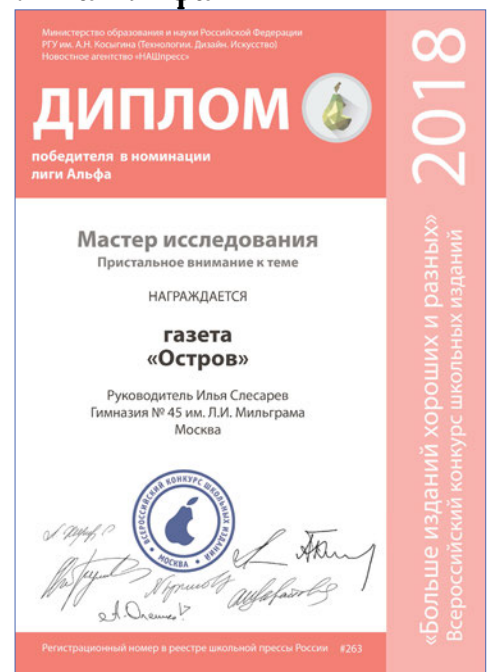 Министерство образования и науки Российской Федерации
РГУ им. А.Н. Косыгина (Технологии. Дизайн. Искусство)
Новостное агентство «НАШпресс»
ДИПЛОМ
победителя в номинации
лиги Альфа
Мастер исследования
Пристальное внимание к теме
НАГРАЖДАЕТСЯ
газета
«Остров»
Руководитель Илья Слесарев
Гимназия № 45 им. Л.И. Мильграма
Москва
ВСЕРОССИЙСКИЙ КОНКУРС ШКОЛЬНЫХ ИЗДАНИЙ
• МОСКВА •
Регистрационный номер в реестре школьной прессы России #263
2018
«Больше изданий хороших и разных»
Всероссийский конкурс школьных изданий